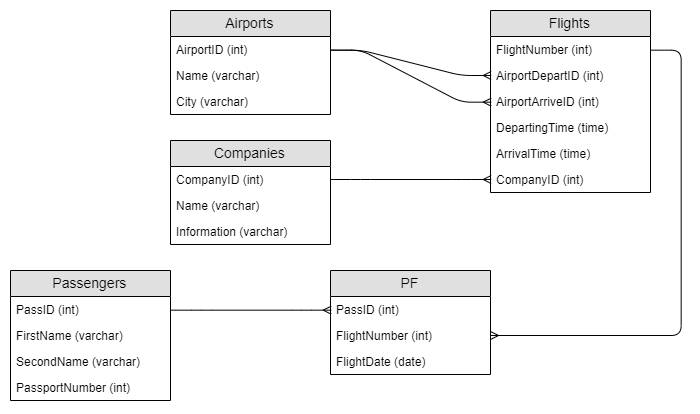 Airports
AirportID (int)
Name (varchar)
City (varchar)
Flights
FlightNumber (int)
AirportDepartID (int)
AirportArriveID (int)
DepartingTime (time)
ArrivalTime (time)
CompanyID (int)
Companies
CompanyID (int)
Name (varchar)
Information (varchar)
Passengers
PassID (int)
FirstName (varchar)
SecondName (varchar)
PassportNumber (int)
PF
PassID (int)
FlightNumber (int)
FlightDate (date)